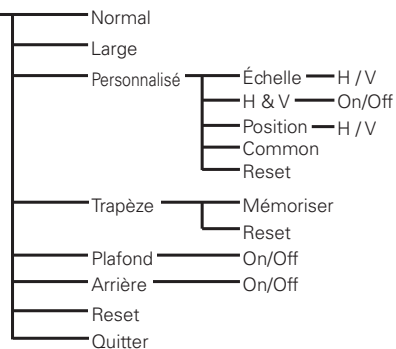 Normal
Large
Personnalisé Échelle H / V
H & V On/Off
Position H / V
Common
Reset
Trapèze Mémoriser
Reset
Plafond On/Off
Arrière On/Off
Reset
Quitter